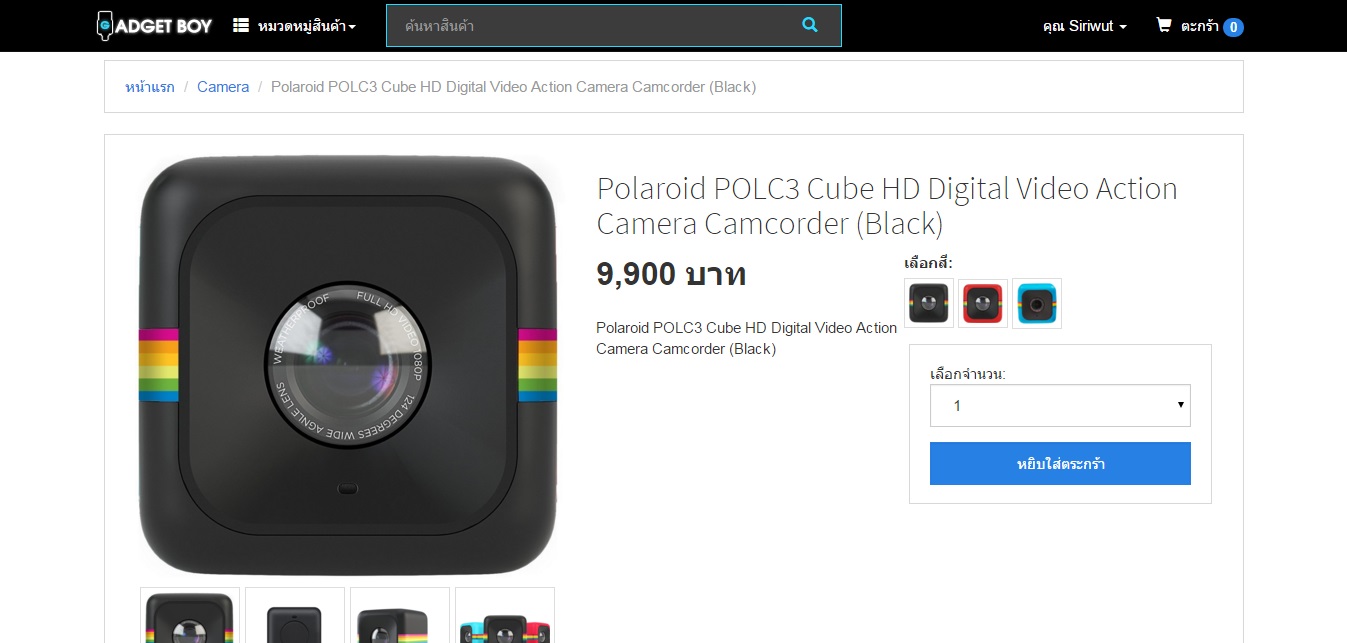 GADGET BOY
หมวดหมู่สินค้า
ค้นหาสินค้า
คุณ Siriwut
ตะกร้า 0
หน้าแรก / Camera / Polaroid POLC3 Cube HD Digital Video Action Camera Camcorder (Black)
WEATHERPROOF
FULL HD VIDEO 1080P
124 DEGREES WIDE AGNLE LENS
Polaroid POLC3 Cube HD Digital Video Action
Camera Camcorder (Black)
9,900 บาท
เลือกสี:
Polaroid POLC3 Cube HD Digital Video Action
Camera Camcorder (Black)
เลือกจำนวน:
1
หยิบใส่ตระกร้า